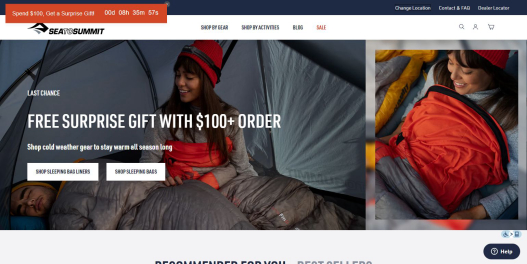 Spend $100, Get a Surprise Gift! 00d 08h 35m 57s
Change Location Contact & FAQ Dealer Locator
SEA TO SUMMIT
SHOP BY GEAR SHOP BY ACTIVITIES BLOG SALE
LAST CHANCE
FREE SURPRISE GIFT WITH $100+ ORDER
Shop cold weather gear to stay warm all season long
SHOP SLEEPING BAG LINERS SHOP SLEEPING BAGS
Help
RECOMMENDED FOR YOU BEST SELLERS